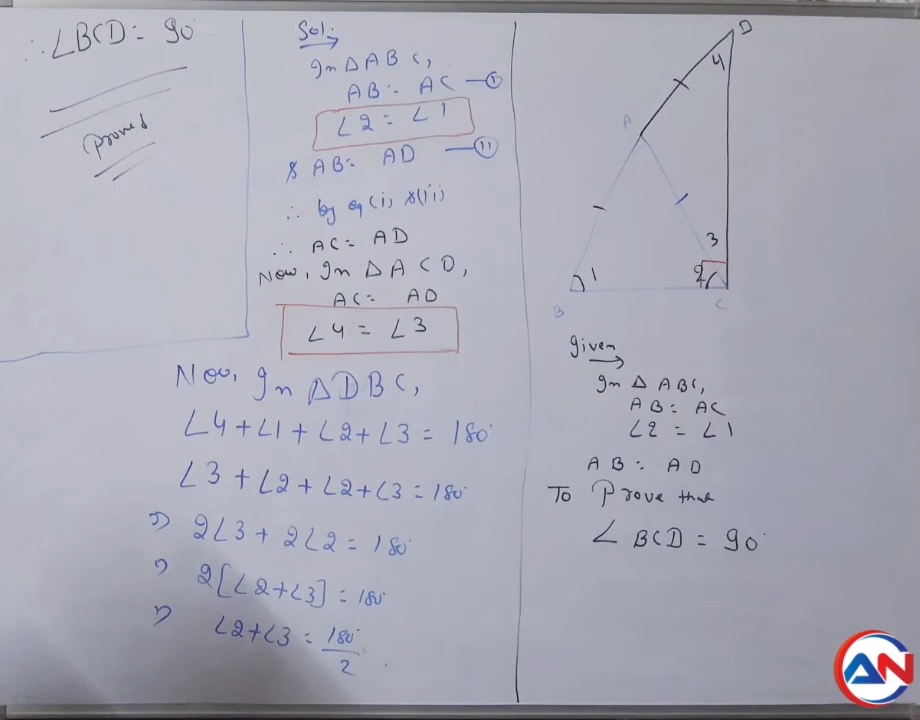 Sol:
In △ABC,
AB = AC —(i)
∠2 = ∠1
& AB = AD —(ii)
∴ by eq (i) & (ii)
∴ AC = AD
Now, In △ACD,
AC = AD
∠4 = ∠3
Now, In △DBC,
∠4+∠1+∠2+∠3 = 180°
∠3+∠2+∠2+∠3 = 180°
⇒ 2∠3 + 2∠2 = 180°
⇒ 2[∠2+∠3] = 180°
⇒ ∠2+∠3 = 180°/2
∴ ∠BCD = 90°
Proved
D
4
A
3
1
2
B
C
Given
In △ABC,
AB = AC
∠2 = ∠1
AB = AD
To Prove that
∠BCD = 90°
AN